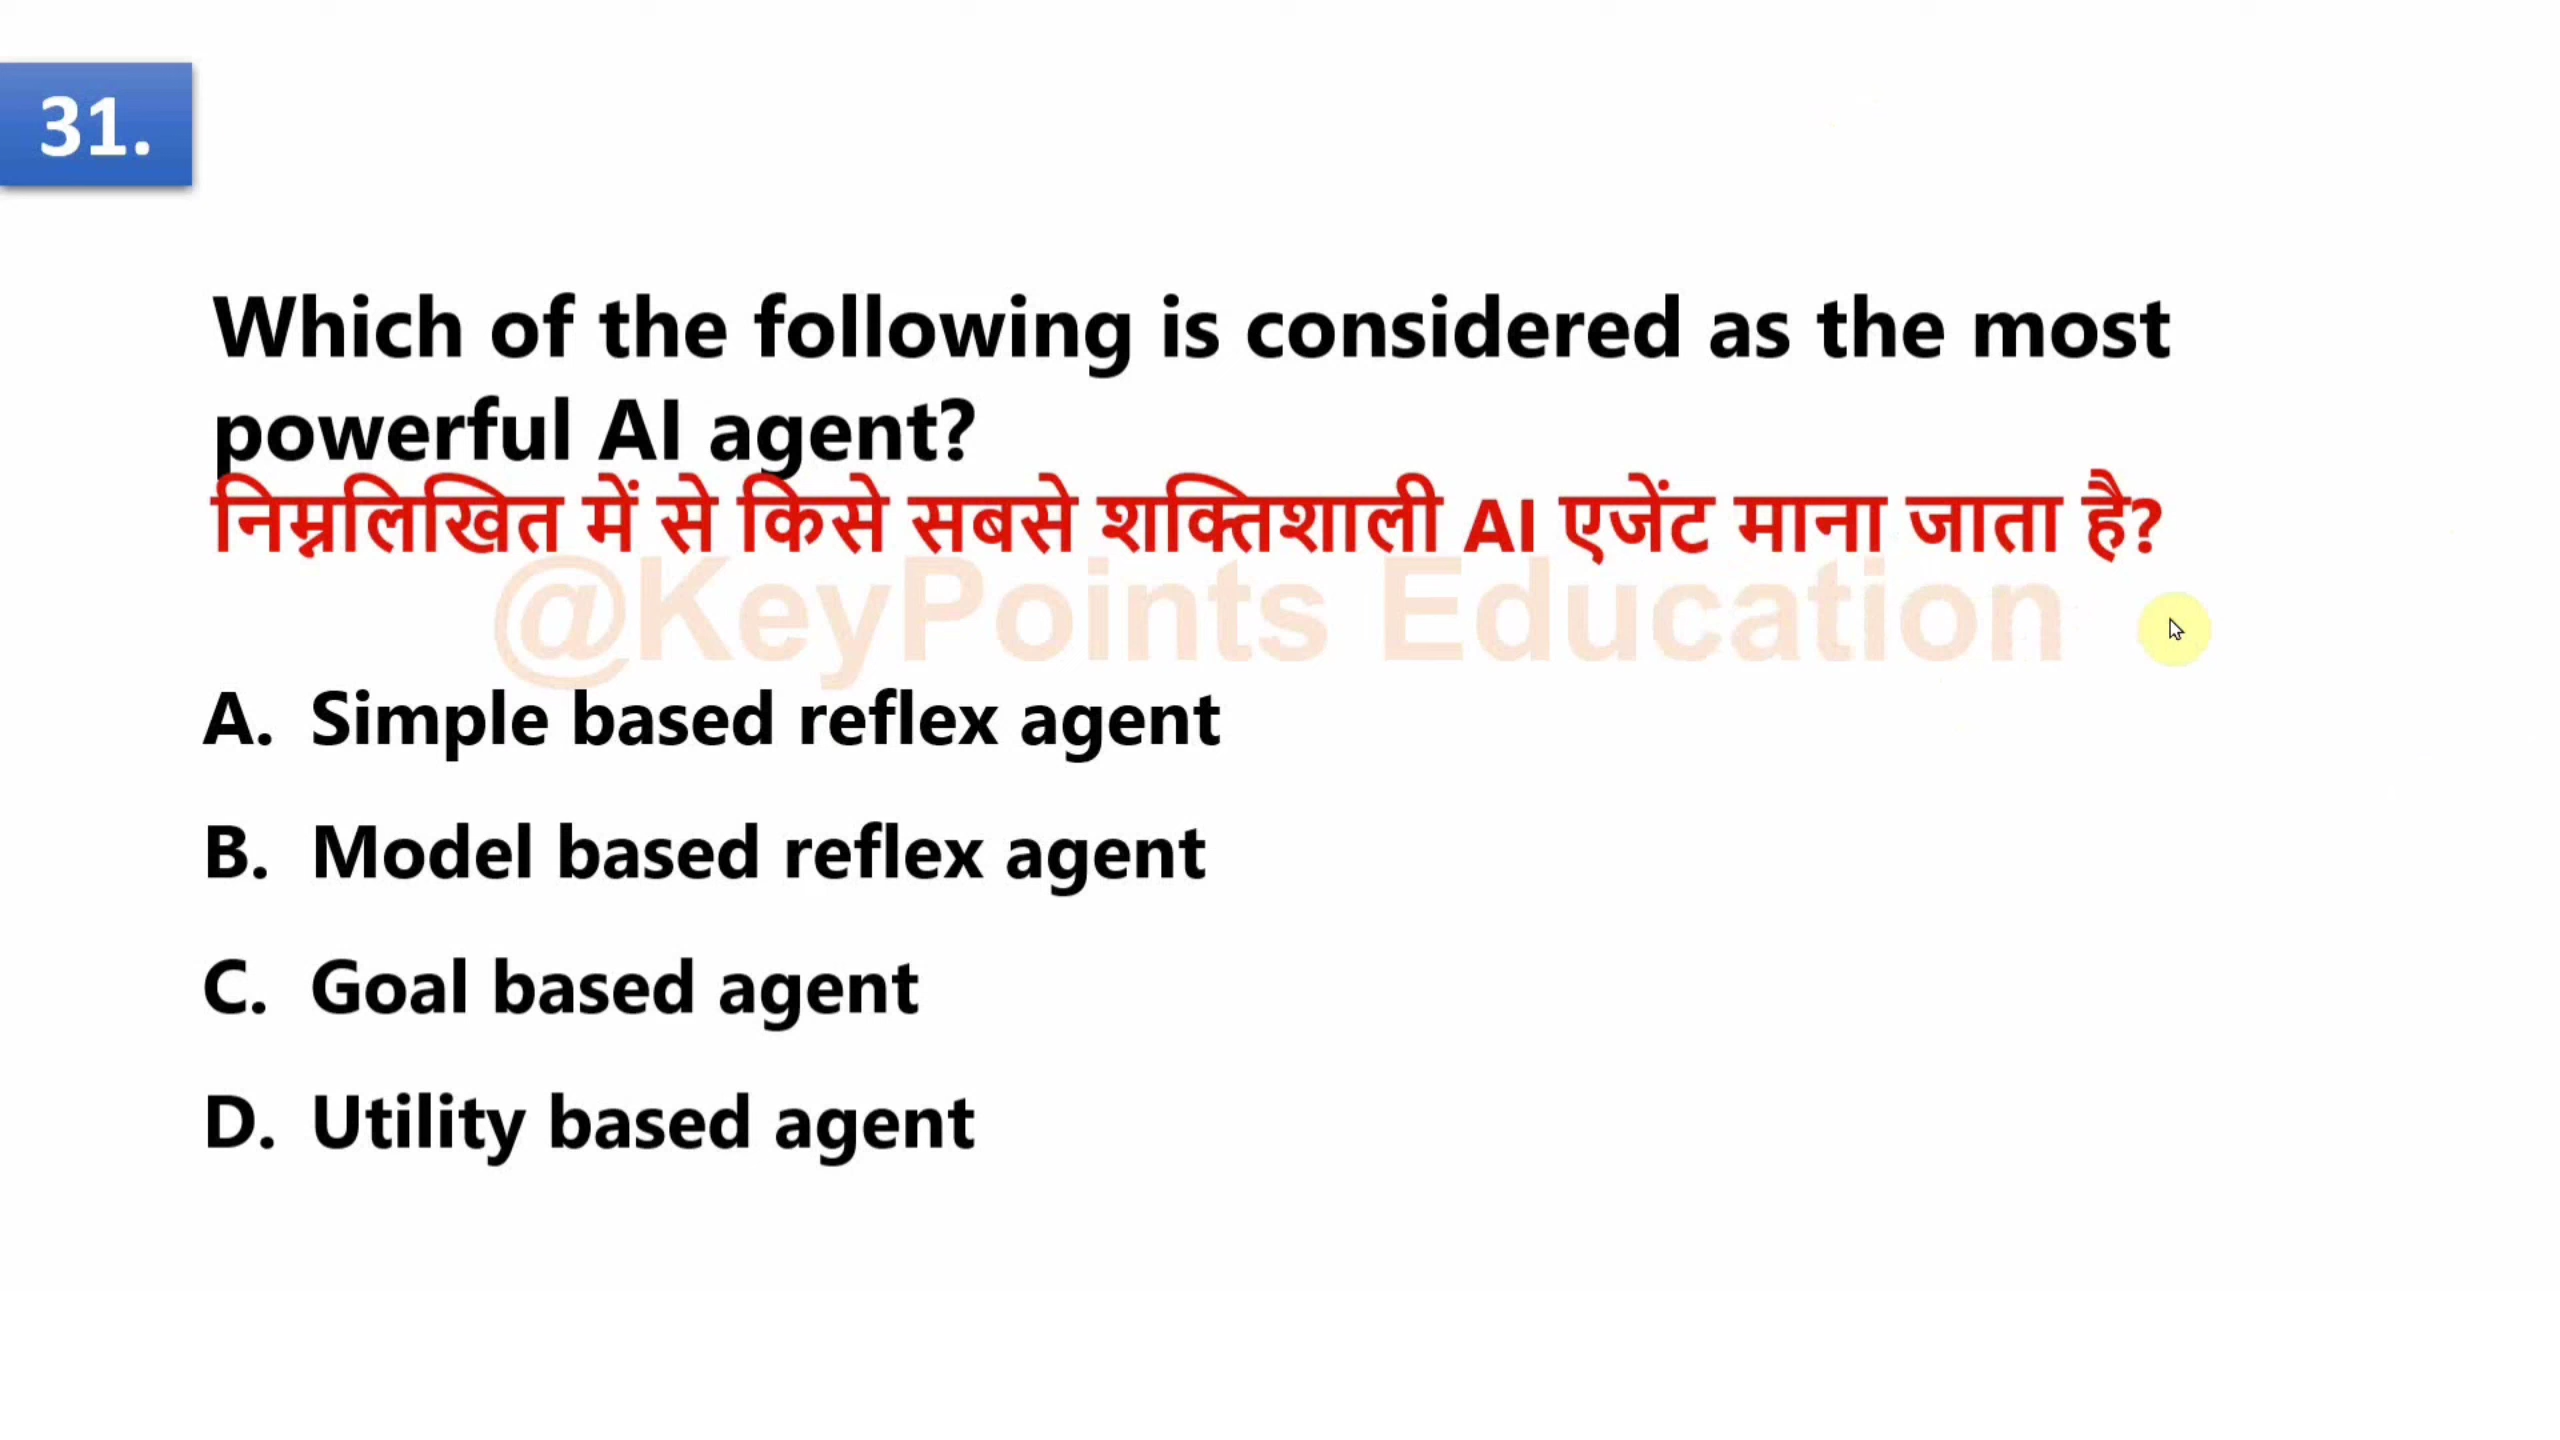 31.
Which of the following is considered as the most
powerful AI agent?
निम्नलिखित में से किसे सबसे शक्तिशाली AI एजेंट माना जाता है?
@KeyPoints Education
A. Simple based reflex agent
B. Model based reflex agent
C. Goal based agent
D. Utility based agent